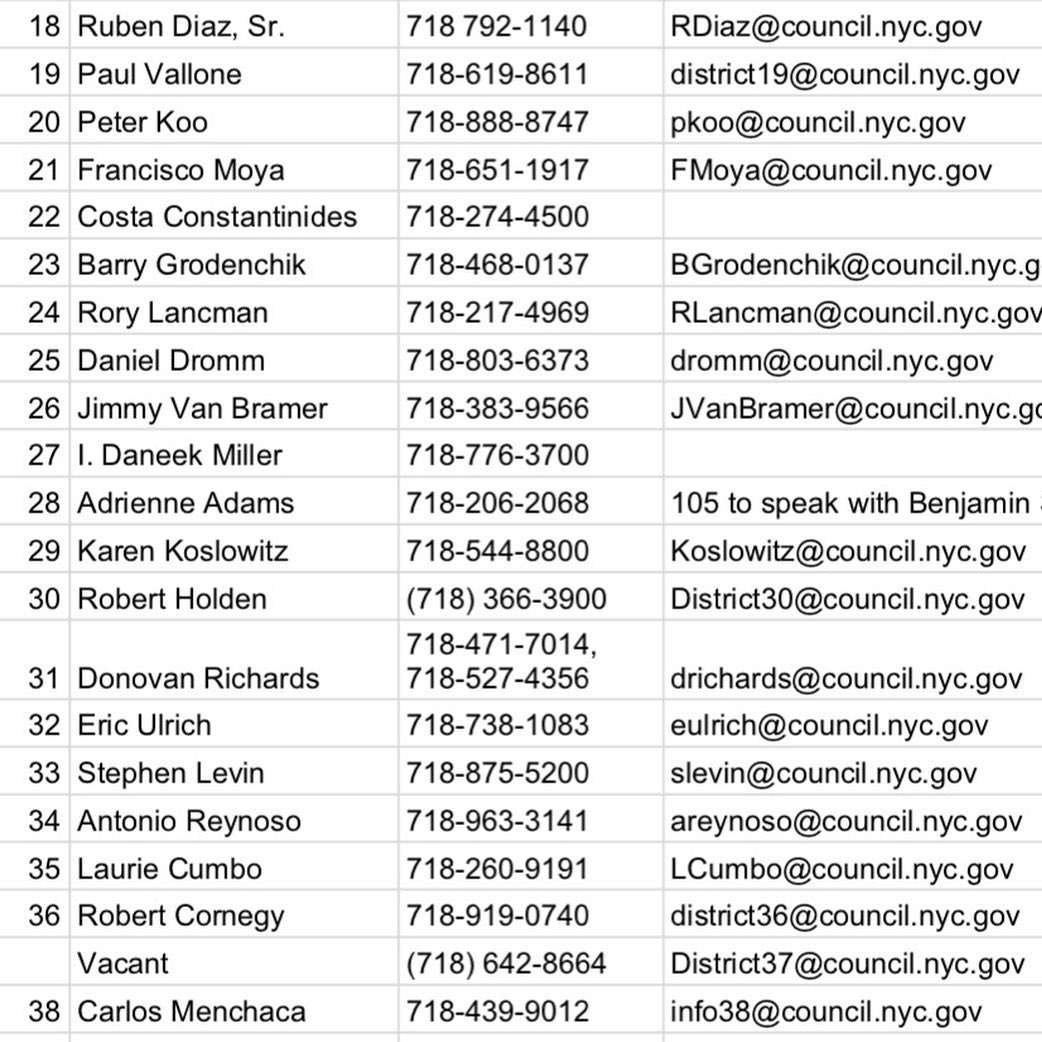 18 Ruben Diaz, Sr. 718 792-1140 RDiaz@council.nyc.gov
19 Paul Vallone 718-619-8611 district19@council.nyc.gov
20 Peter Koo 718-888-8747 pkoo@council.nyc.gov
21 Francisco Moya 718-651-1917 FMoya@council.nyc.gov
22 Costa Constantinides 718-274-4500
23 Barry Grodenchik 718-468-0137 BGrodenchik@council.nyc.g
24 Rory Lancman 718-217-4969 RLancman@council.nyc.gov
25 Daniel Dromm 718-803-6373 dromm@council.nyc.gov
26 Jimmy Van Bramer 718-383-9566 JVanBramer@council.nyc.go
27 I. Daneek Miller 718-776-3700
28 Adrienne Adams 718-206-2068 105 to speak with Benjamin
29 Karen Koslowitz 718-544-8800 Koslowitz@council.nyc.gov
30 Robert Holden (718) 366-3900 District30@council.nyc.gov
718-471-7014,
31 Donovan Richards 718-527-4356 drichards@council.nyc.gov
32 Eric Ulrich 718-738-1083 eulrich@council.nyc.gov
33 Stephen Levin 718-875-5200 slevin@council.nyc.gov
34 Antonio Reynoso 718-963-3141 areynoso@council.nyc.gov
35 Laurie Cumbo 718-260-9191 LCumbo@council.nyc.gov
36 Robert Cornegy 718-919-0740 district36@council.nyc.gov
Vacant (718) 642-8664 District37@council.nyc.gov
38 Carlos Menchaca 718-439-9012 info38@council.nyc.gov